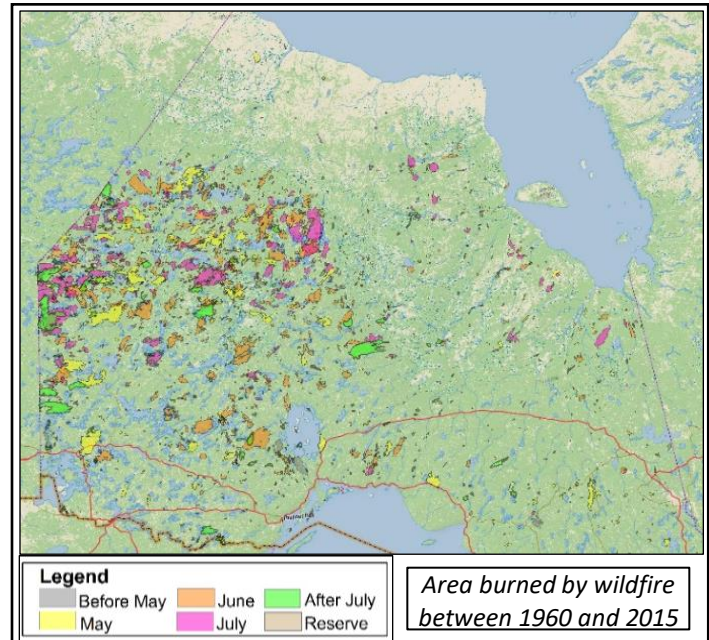 Legend
Before May
June
After July
May
July
Reserve
Area burned by wildfire
between 1960 and 2015